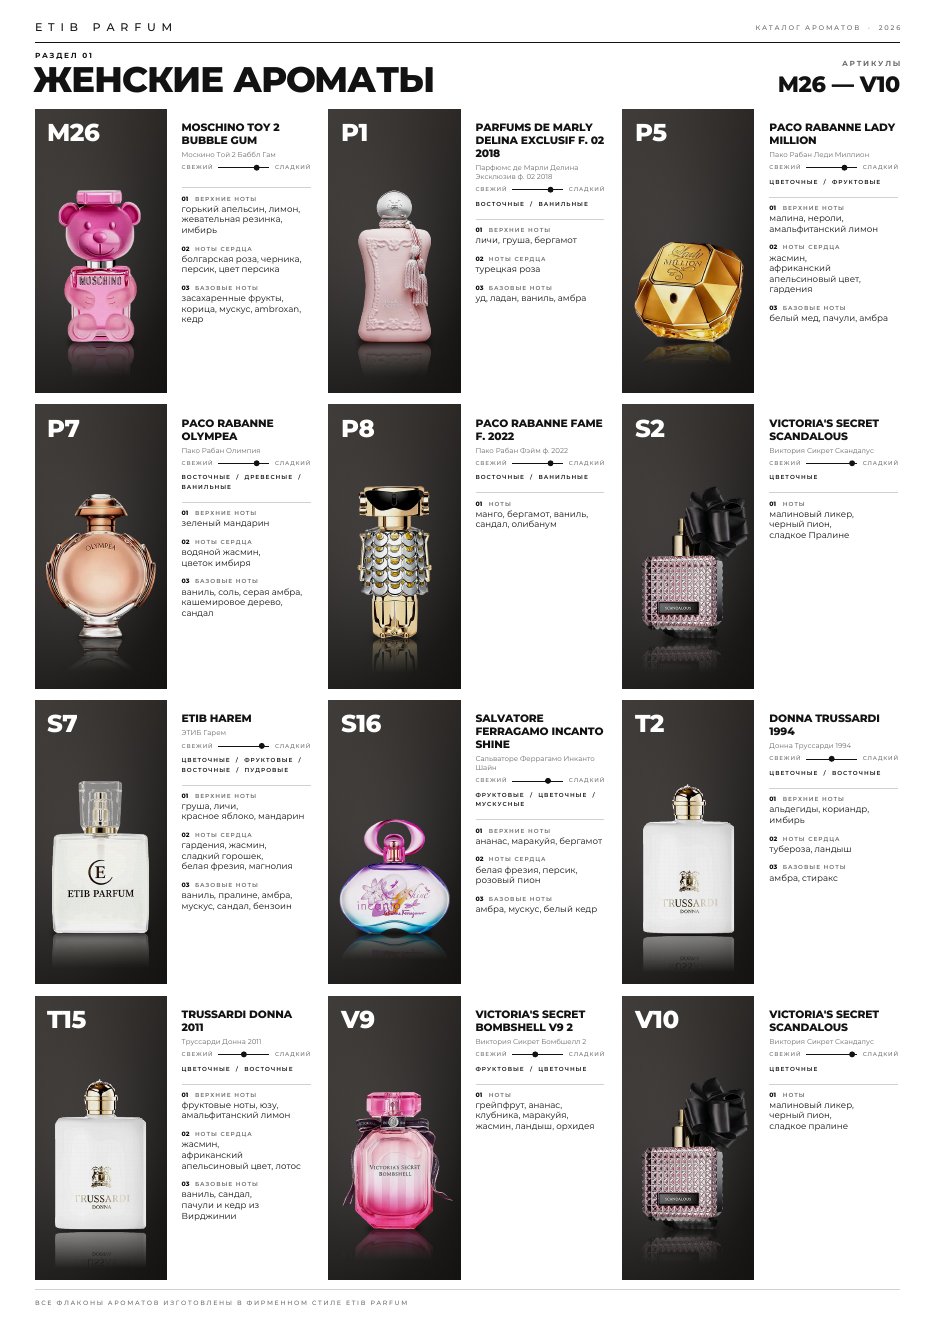 ETIB PARFUM
КАТАЛОГ АРОМАТОВ · 2026
РАЗДЕЛ 01
ЖЕНСКИЕ АРОМАТЫ
АРТИКУЛЫ
M26 — V10
M26
MOSCHINO
MOSCHINO TOY 2
BUBBLE GUM
Москино Той 2 Баббл Гам
СВЕЖИЙ СЛАДКИЙ
01 ВЕРХНИЕ НОТЫ
горький апельсин, лимон,
жевательная резинка,
имбирь
02 НОТЫ СЕРДЦА
болгарская роза, черника,
персик, цвет персика
03 БАЗОВЫЕ НОТЫ
засахаренные фрукты,
корица, мускус, ambroxan,
кедр
P1
PARFUMS DE MARLY
DELINA EXCLUSIF F. 02
2018
Парфюмс де Марли Делина
Эксклюзив ф. 02 2018
СВЕЖИЙ СЛАДКИЙ
ВОСТОЧНЫЕ / ВАНИЛЬНЫЕ
01 ВЕРХНИЕ НОТЫ
личи, груша, бергамот
02 НОТЫ СЕРДЦА
турецкая роза
03 БАЗОВЫЕ НОТЫ
уд, ладан, ваниль, амбра
P5
Lady
MILLION
PACO RABANNE LADY
MILLION
Пако Рабан Леди Миллион
СВЕЖИЙ СЛАДКИЙ
ЦВЕТОЧНЫЕ / ФРУКТОВЫЕ
01 ВЕРХНИЕ НОТЫ
малина, нероли,
амальфитанский лимон
02 НОТЫ СЕРДЦА
жасмин,
африканский
апельсиновый цвет,
гардения
03 БАЗОВЫЕ НОТЫ
белый мед, пачули, амбра
P7
OLYMPÉA
PACO RABANNE
OLYMPEA
Пако Рабан Олимпия
СВЕЖИЙ СЛАДКИЙ
ВОСТОЧНЫЕ / ДРЕВЕСНЫЕ /
ВАНИЛЬНЫЕ
01 ВЕРХНИЕ НОТЫ
зеленый мандарин
02 НОТЫ СЕРДЦА
водяной жасмин,
цветок имбиря
03 БАЗОВЫЕ НОТЫ
ваниль, соль, серая амбра,
кашемировое дерево,
сандал
P8
PACO RABANNE FAME
F. 2022
Пако Рабан Фэйм ф. 2022
СВЕЖИЙ СЛАДКИЙ
ВОСТОЧНЫЕ / ВАНИЛЬНЫЕ
01 НОТЫ
манго, бергамот, ваниль,
сандал, олибанум
S2
SCANDALOUS
VICTORIA'S SECRET
SCANDALOUS
Виктория Сикрет Скандалус
СВЕЖИЙ СЛАДКИЙ
ЦВЕТОЧНЫЕ
01 НОТЫ
малиновый ликер,
черный пион,
сладкое Пралине
S7
E
ETIB PARFUM
ETIB HAREM
ЭТИБ Гарем
СВЕЖИЙ СЛАДКИЙ
ЦВЕТОЧНЫЕ / ФРУКТОВЫЕ /
ВОСТОЧНЫЕ / ПУДРОВЫЕ
01 ВЕРХНИЕ НОТЫ
груша, личи,
красное яблоко, мандарин
02 НОТЫ СЕРДЦА
гардения, жасмин,
сладкий горошек,
белая фрезия, магнолия
03 БАЗОВЫЕ НОТЫ
ваниль, пралине, амбра,
мускус, сандал, бензоин
S16
incanto
Shine
SALVATORE
FERRAGAMO INCANTO
SHINE
Сальваторе Феррагамо Инканто
Шайн
СВЕЖИЙ СЛАДКИЙ
ФРУКТОВЫЕ / ЦВЕТОЧНЫЕ /
МУСКУСНЫЕ
01 ВЕРХНИЕ НОТЫ
ананас, маракуйя, бергамот
02 НОТЫ СЕРДЦА
белая фрезия, персик,
розовый пион
03 БАЗОВЫЕ НОТЫ
амбра, мускус, белый кедр
T2
TRUSSARDI
DONNA
DONNA TRUSSARDI
1994
Донна Труссарди 1994
СВЕЖИЙ СЛАДКИЙ
ЦВЕТОЧНЫЕ / ВОСТОЧНЫЕ
01 ВЕРХНИЕ НОТЫ
альдегиды, кориандр,
имбирь
02 НОТЫ СЕРДЦА
тубероза, ландыш
03 БАЗОВЫЕ НОТЫ
амбра, стиракс
T15
TRUSSARDI
DONNA
TRUSSARDI DONNA
2011
Труссарди Донна 2011
СВЕЖИЙ СЛАДКИЙ
ЦВЕТОЧНЫЕ / ВОСТОЧНЫЕ
01 ВЕРХНИЕ НОТЫ
фруктовые ноты, юзу,
амальфитанский лимон
02 НОТЫ СЕРДЦА
жасмин,
африканский
апельсиновый цвет, лотос
03 БАЗОВЫЕ НОТЫ
ваниль, сандал,
пачули и кедр из
Вирджинии
V9
VICTORIA'S SECRET
BOMBSHELL
VICTORIA'S SECRET
BOMBSHELL V9 2
Виктория Сикрет Бомбшелл 2
СВЕЖИЙ СЛАДКИЙ
ФРУКТОВЫЕ / ЦВЕТОЧНЫЕ
01 НОТЫ
грейпфрут, ананас,
клубника, маракуйя,
жасмин, ландыш, орхидея
V10
SCANDALOUS
VICTORIA'S SECRET
SCANDALOUS
Виктория Сикрет Скандалус
СВЕЖИЙ СЛАДКИЙ
ЦВЕТОЧНЫЕ
01 НОТЫ
малиновый ликер,
черный пион,
сладкое пралине
ВСЕ ФЛАКОНЫ АРОМАТОВ ИЗГОТОВЛЕНЫ В ФИРМЕННОМ СТИЛЕ ETIB PARFUM